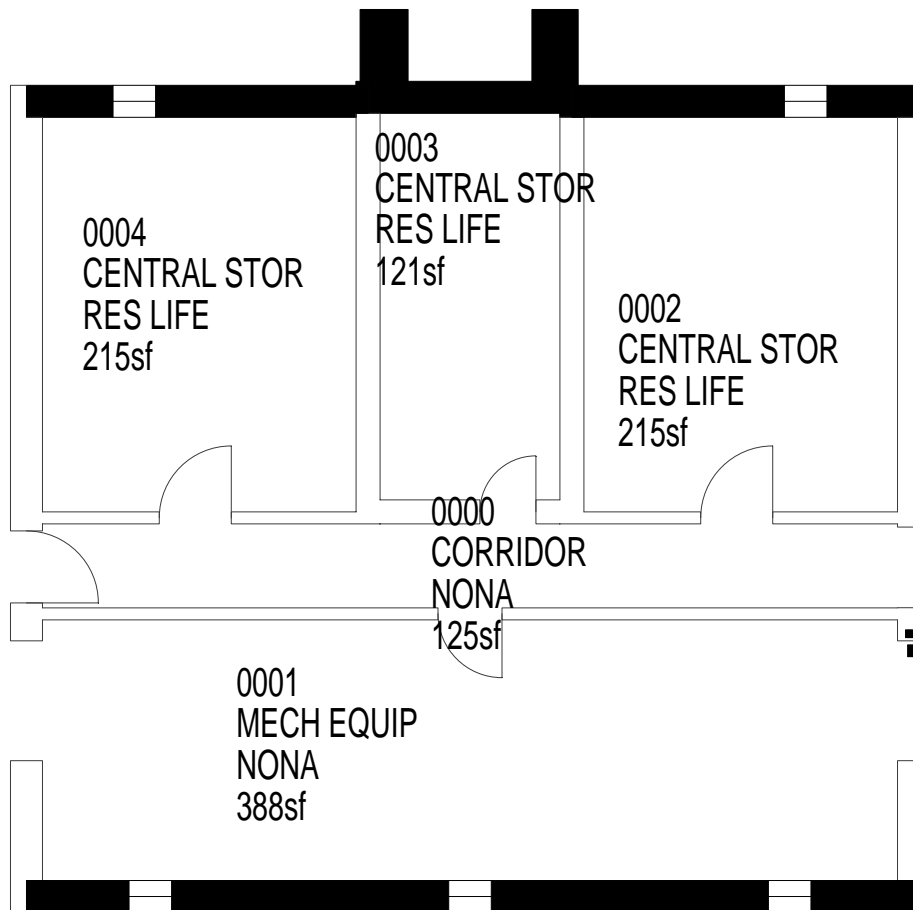 0003
CENTRAL STOR
RES LIFE
121sf
0004
CENTRAL STOR
RES LIFE
215sf
0002
CENTRAL STOR
RES LIFE
215sf
0000
CORRIDOR
NONA
125sf
0001
MECH EQUIP
NONA
388sf